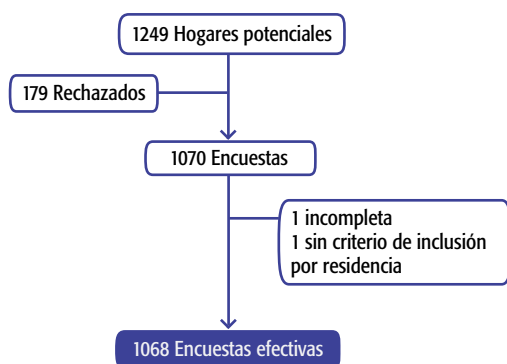 1249 Hogares potenciales
179 Rechazados
1070 Encuestas
1 incompleta
1 sin criterio de inclusión
por residencia
1068 Encuestas efectivas